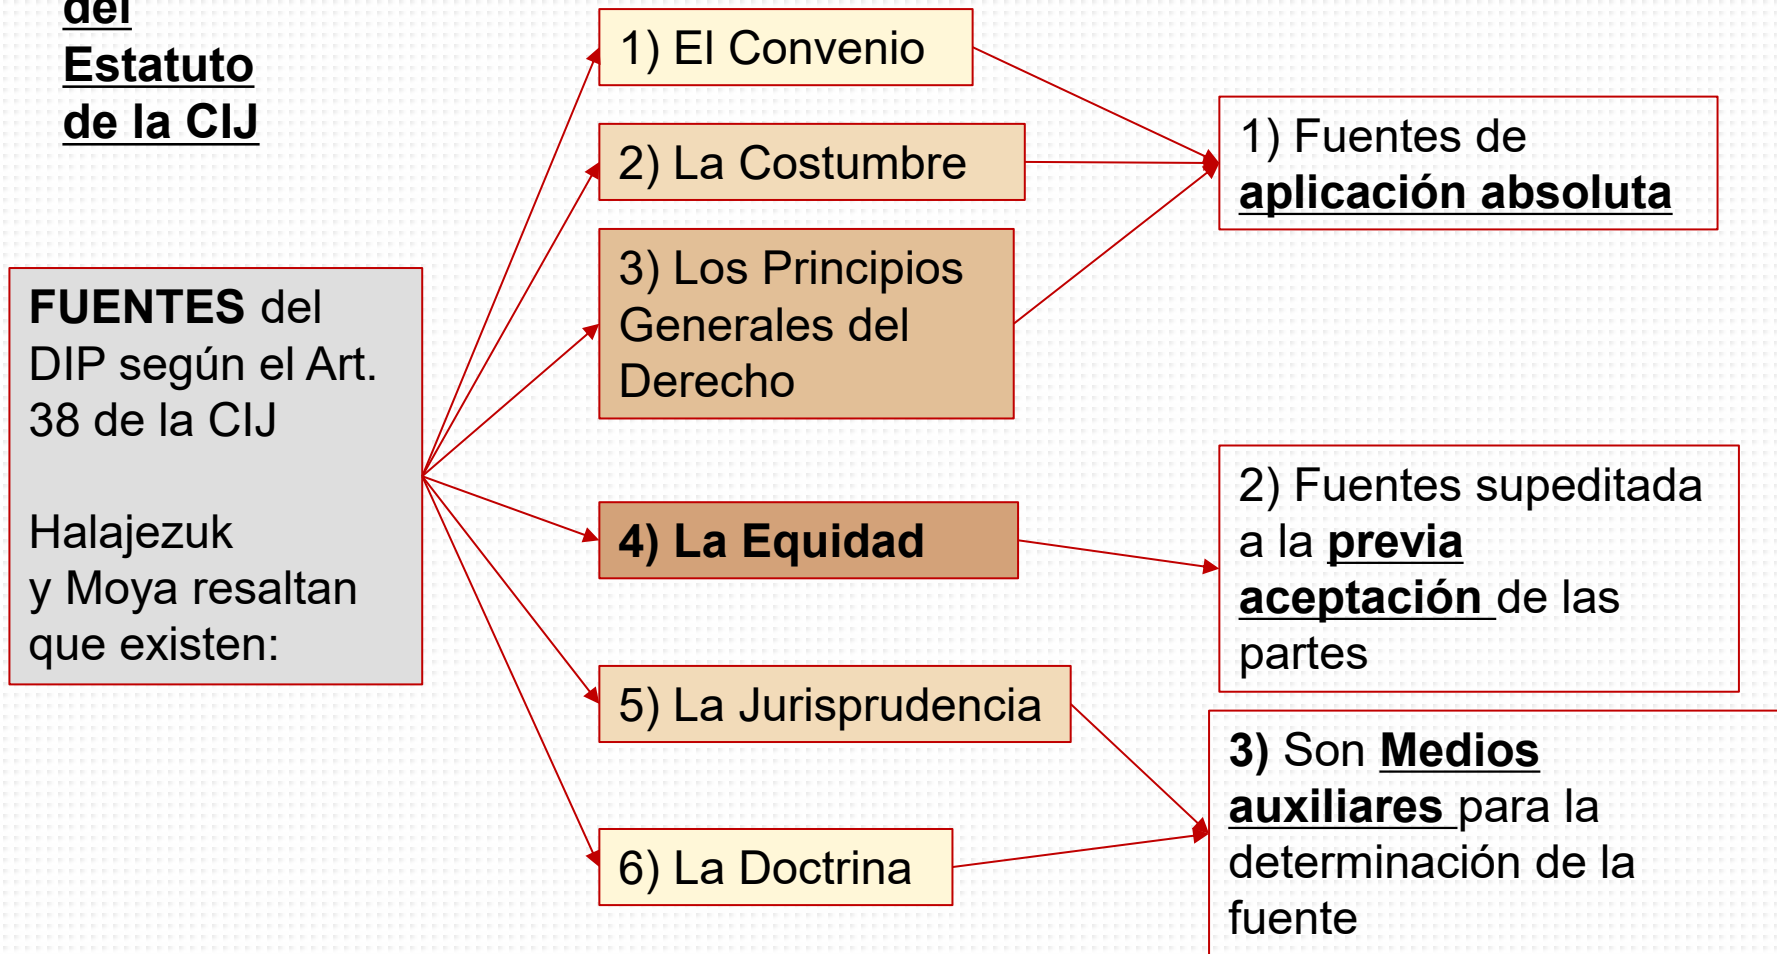 del
Estatuto
de la CIJ
FUENTES del
DIP según el Art.
38 de la CIJ
Halajezuk
y Moya resaltan
que existen:
1) El Convenio
2) La Costumbre
3) Los Principios
Generales del
Derecho
4) La Equidad
5) La Jurisprudencia
6) La Doctrina
1) Fuentes de
aplicación absoluta
2) Fuentes supeditada
a la previa
aceptación de las
partes
3) Son Medios
auxiliares para la
determinación de la
fuente